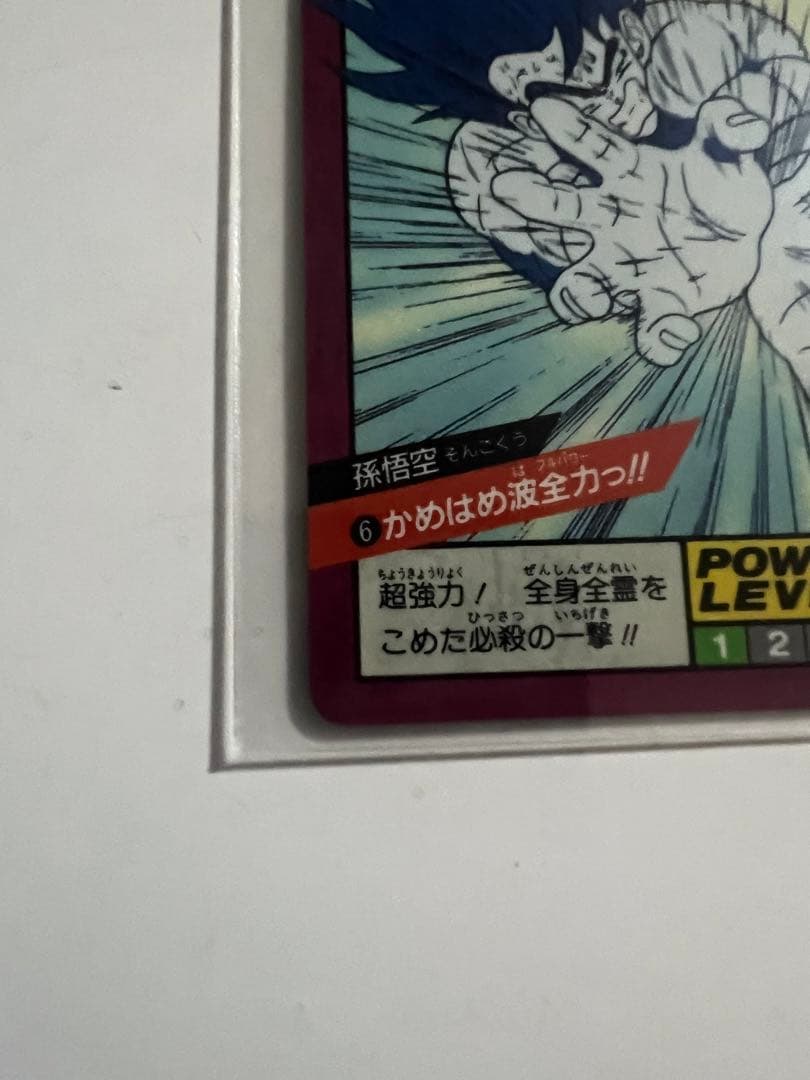 孫悟空 そんごくう
は フルパワー
6 かめはめ波全力っ!!
ちょうきょうりょく ぜんしんぜんれい
超強力! 全身全霊を
ひっさつ いちげき
こめた必殺の一撃!!
POW
LEV
1 2